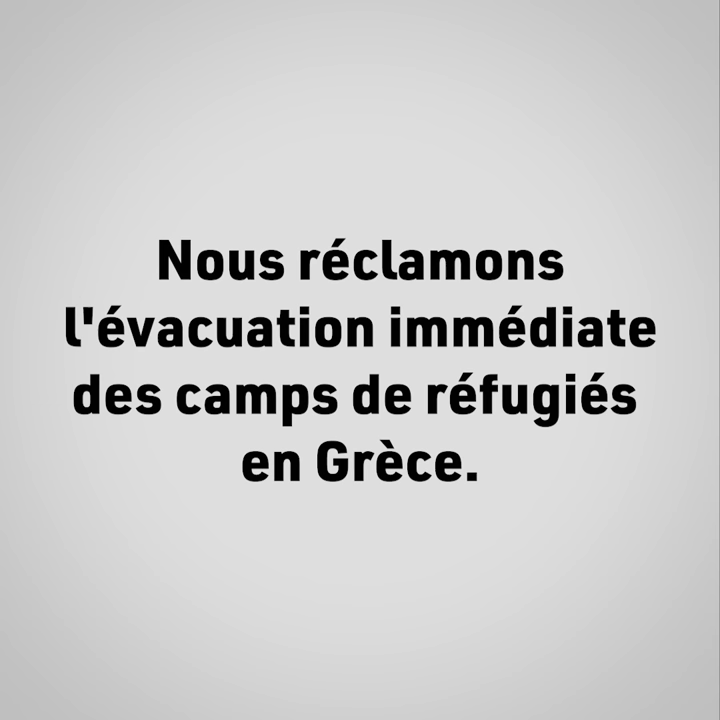 Nous réclamons
l'évacuation immédiate
des camps de réfugiés
en Grèce.